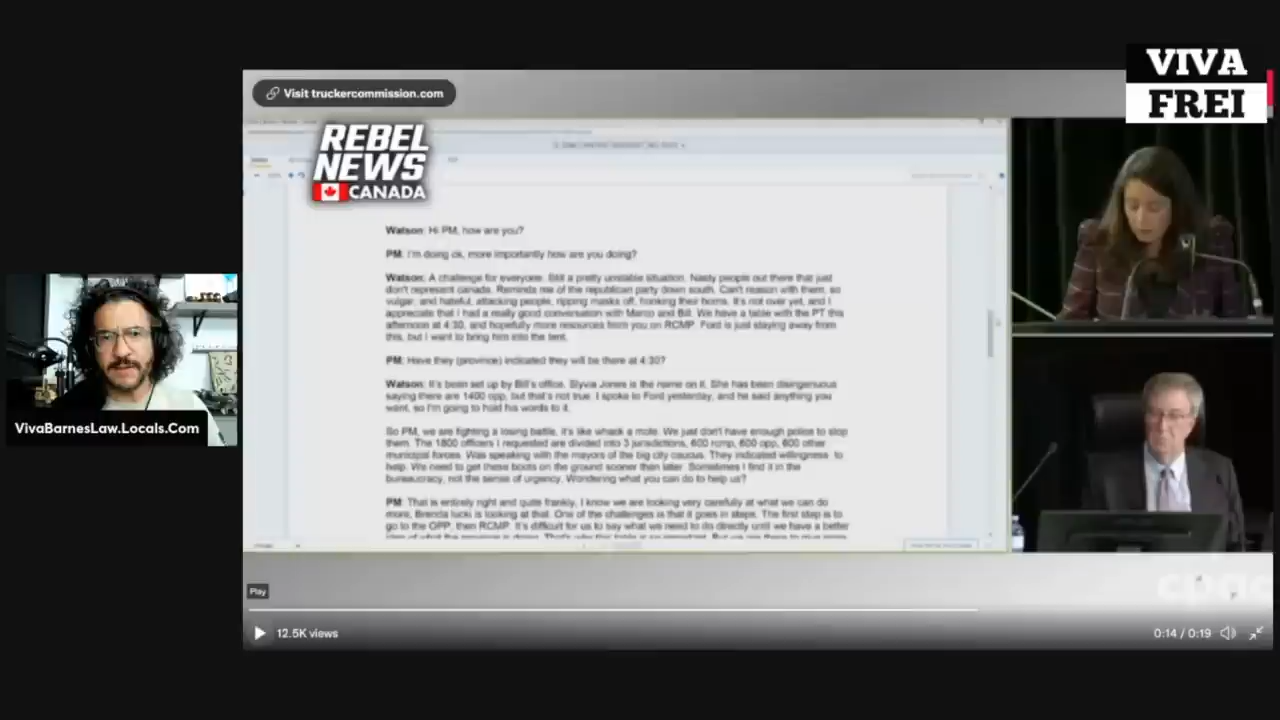 VIVA
FREI
Visit truckercommission.com
REBEL
NEWS
CANADA
Watson: Hi PM, how are you?
PM: I'm doing ok, more importantly how are you doing?
Watson: A challenge for everyone. Still a pretty unstable situation. Nasty people out there that just
don't represent canada. Reminds me of the republican party down south. Can't reason with them, so
vulgar, and hateful, attacking people, ripping masks off, honking their horns. It's not over yet, and I
appreciate that I had a really good conversation with Marco and Bill. We have a table with the PT this
afternoon at 4:30, and hopefully more resources from you on RCMP. Ford is just staying away from
this, but I want to bring him into the tent.
PM: Have they (province) indicated they will be there at 4:30?
Watson: It's been set up by Bill's office. Slyvia Jones is the name on it. She has been disingenuous
saying there are 1400 opp, but that's not true. I spoke to Ford yesterday, and he said anything you
want, so I'm going to hold his words to it.
So PM, we are fighting a losing battle, it's like whack a mole. We just don't have enough police to stop
them. The 1800 officers I requested are divided into 3 jurisdictions, 600 rcmp, 600 opp, 600 other
municipal forces. Was speaking with the mayors of the big city caucus. They indicated willingness to
help. We need to get these boots on the ground sooner then later. Sometimes I find it in the
bureaucracy, not the sense of urgency. Wondering what you can do to help us?
PM: That is entirely right and quite frankly, I know we are looking very carefully at what we can do
more, Brenda lucki is looking at that. One of the challenges is that it goes in steps. The first step is to
go to the OPP, then RCMP. It's difficult for us to say what we need to do directly until we have a better
VivaBarnesLaw.Locals.Com
cpac
Play
12.5K views
0:14 / 0:19